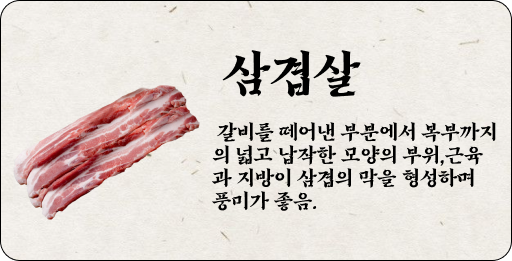 삼겹살
갈비를 떼어낸 부분에서 복부까지
의 넓고 납작한 모양의 부위,근육
과 지방이 삼겹의 막을 형성하며
풍미가 좋음.